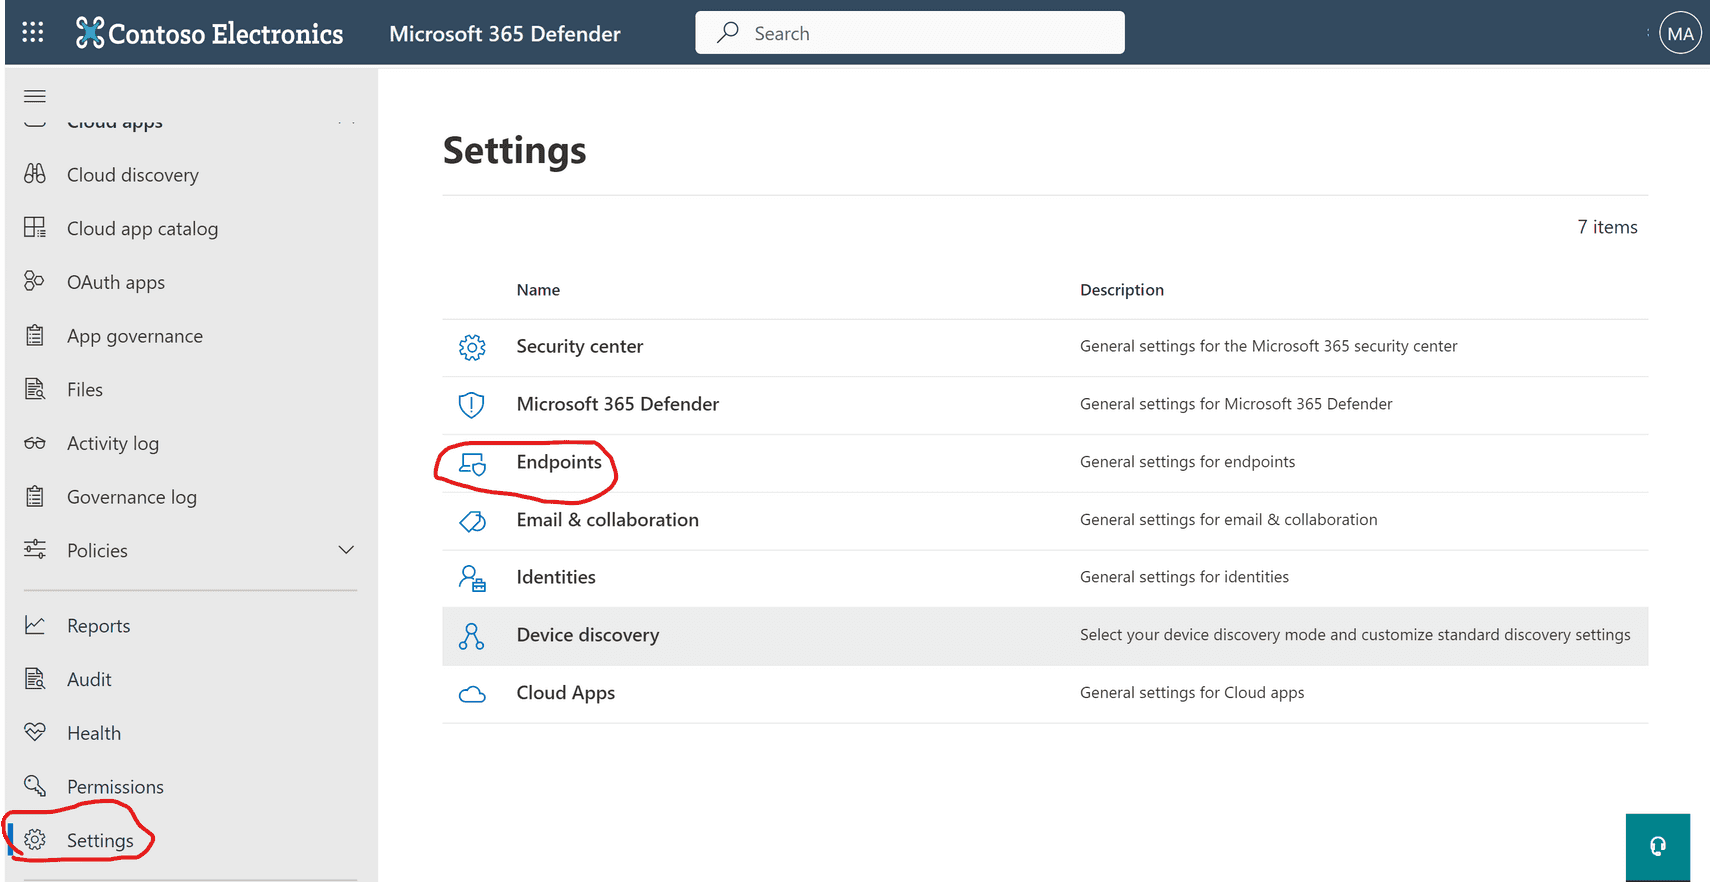 Contoso Electronics
Microsoft 365 Defender
Search
MA
Cloud apps
Cloud discovery
Cloud app catalog
OAuth apps
App governance
Files
Activity log
Governance log
Policies
Reports
Audit
Health
Permissions
Settings
Settings
7 items
Name Description
Security center General settings for the Microsoft 365 security center
Microsoft 365 Defender General settings for Microsoft 365 Defender
Endpoints General settings for endpoints
Email & collaboration General settings for email & collaboration
Identities General settings for identities
Device discovery Select your device discovery mode and customize standard discovery settings
Cloud Apps General settings for Cloud apps